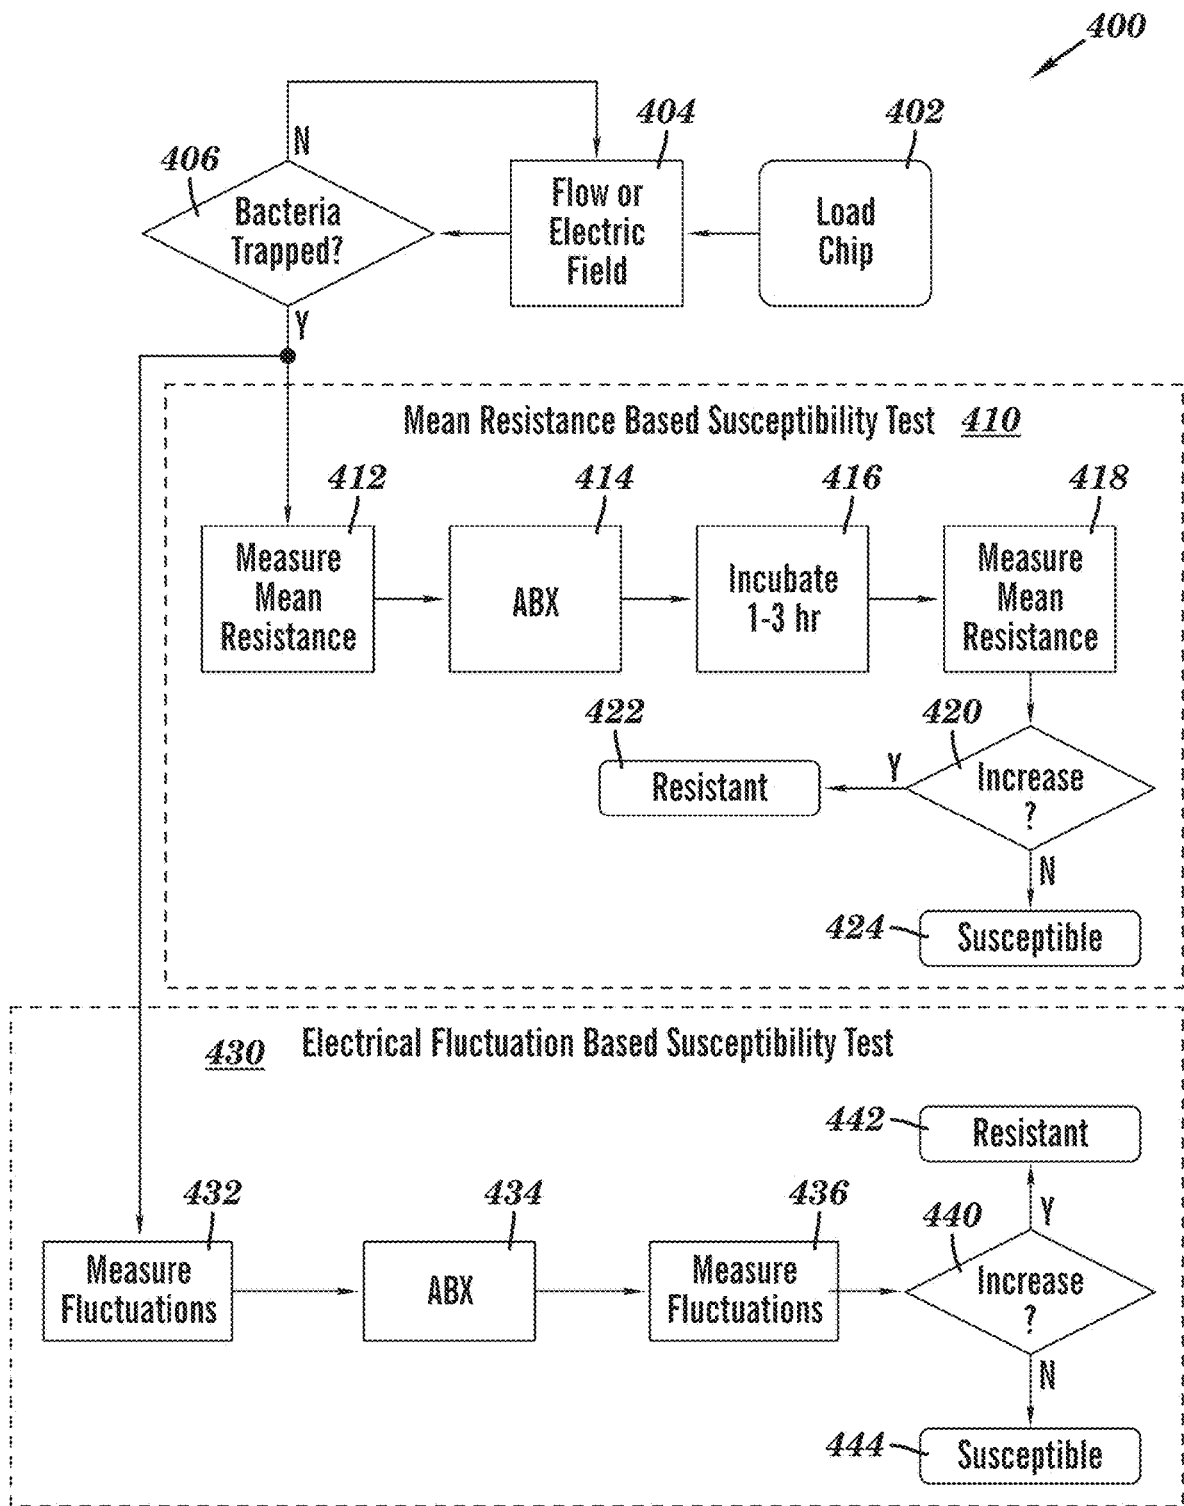 400
404
402
406
N
Bacteria
Trapped?
Flow or
Electric
Field
Load
Chip
Y
Mean Resistance Based Susceptibility Test 410
412
414
416
418
Measure
Mean
Resistance
ABX
Incubate
1-3 hr
Measure
Mean
Resistance
422
420
Resistant
Y
Increase
?
N
424
Susceptible
430 Electrical Fluctuation Based Susceptibility Test
442
Resistant
432
434
436
440
Y
Measure
Fluctuations
ABX
Measure
Fluctuations
Increase
?
N
444
Susceptible